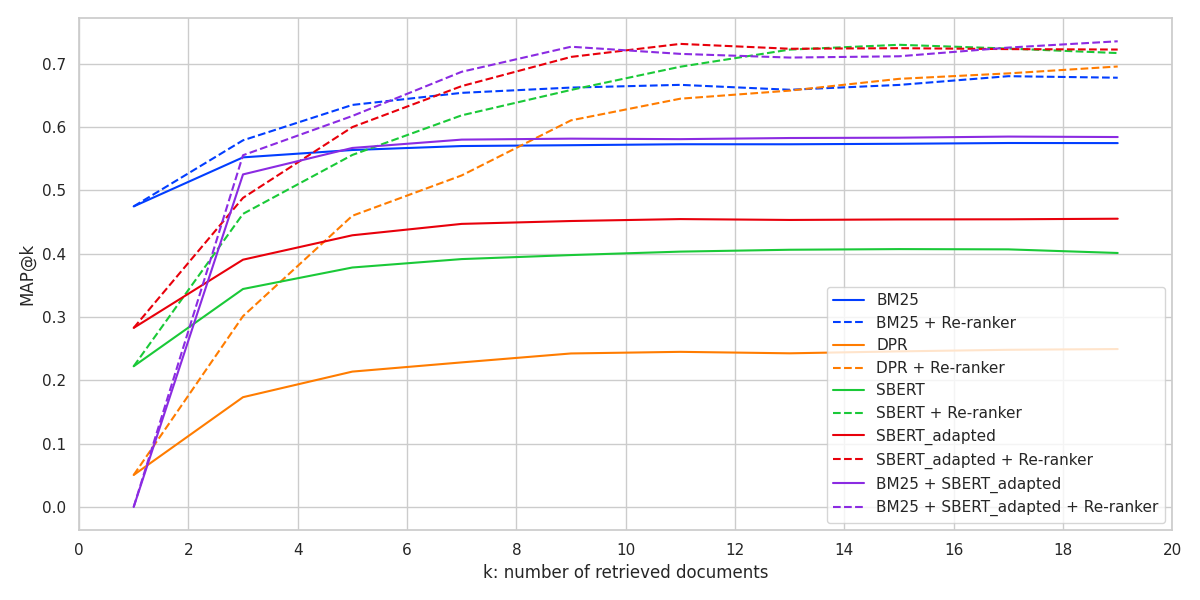 MAP@k
0.7
0.6
0.5
0.4
0.3
0.2
0.1
0.0
BM25
BM25 + Re-ranker
DPR
DPR + Re-ranker
SBERT
SBERT + Re-ranker
SBERT_adapted
SBERT_adapted + Re-ranker
BM25 + SBERT_adapted
BM25 + SBERT_adapted + Re-ranker
0 2 4 6 8 10 12 14 16 18 20
k: number of retrieved documents